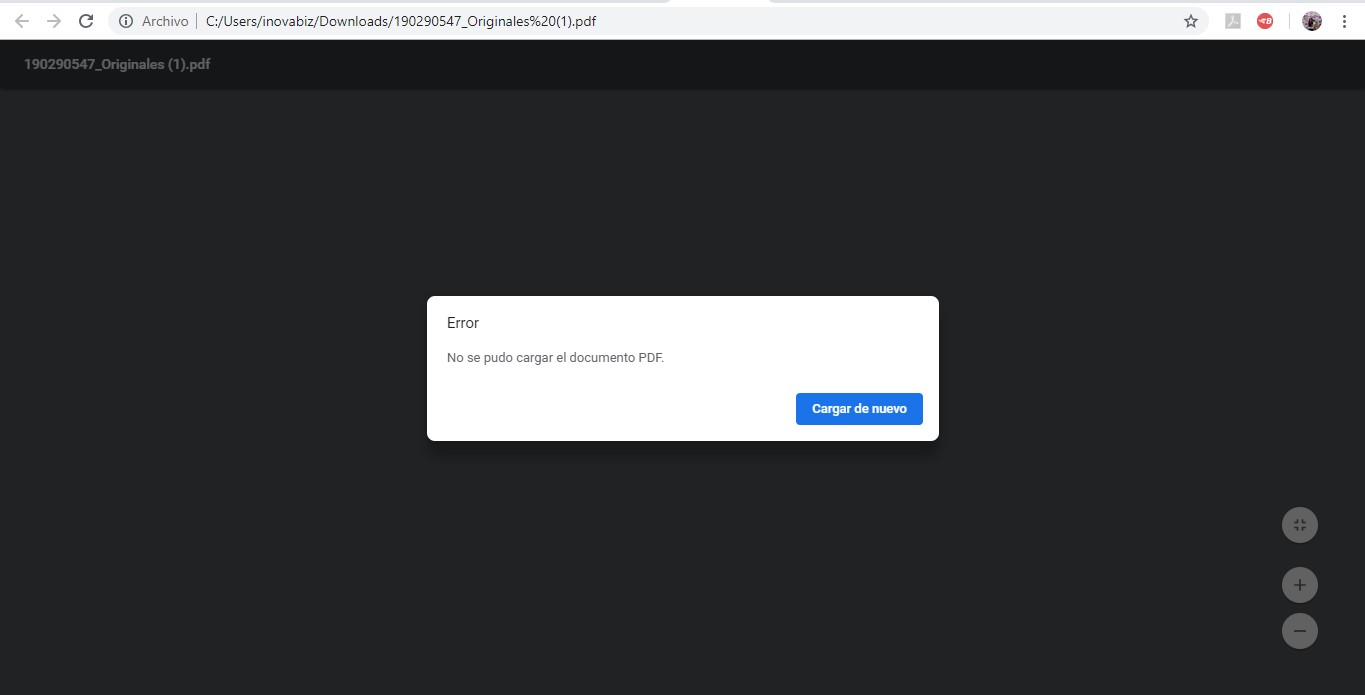 Archivo C:/Users/inovabiz/Downloads/190290547_Originales%20(1).pdf
190290547_Originales (1).pdf
Error
No se pudo cargar el documento PDF.
Cargar de nuevo